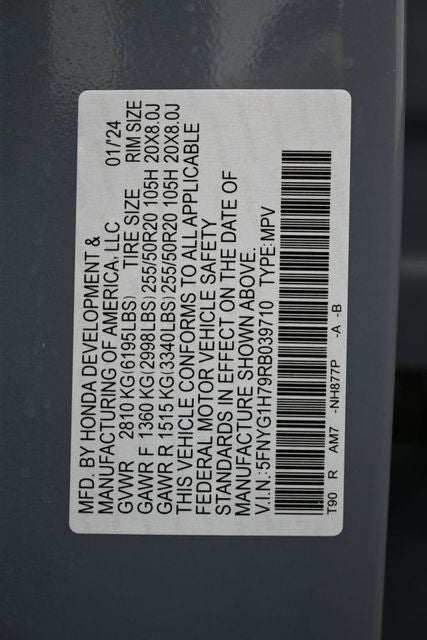 MFD. BY HONDA DEVELOPMENT &
MANUFACTURING OF AMERICA, LLC 01/'24
GVWR 2810 KG(6195LBS) TIRE SIZE RIM SIZE
GAWR F 1360 KG(2998LBS) 255/50R20 105H 20X8.0J
GAWR R 1515 KG(3340LBS) 255/50R20 105H 20X8.0J
THIS VEHICLE CONFORMS TO ALL APPLICABLE
FEDERAL MOTOR VEHICLE SAFETY
STANDARDS IN EFFECT ON THE DATE OF
MANUFACTURE SHOWN ABOVE.
V.I.N.:5FNYG1H79RB039710 TYPE:MPV
T90 R AM7 -NH877P -A -B